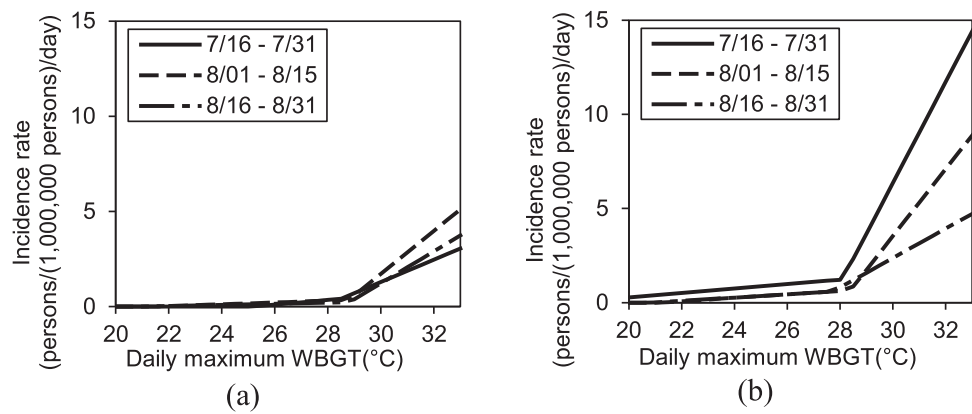 15
10
5
0
Incidence rate
(persons/(1,000,000 persons)/day)
7/16 - 7/31
8/01 - 8/15
8/16 - 8/31
20 22 24 26 28 30 32
Daily maximum WBGT(°C)
(a)
15
10
5
0
Incidence rate
(persons/(1,000,000 persons)/day)
7/16 - 7/31
8/01 - 8/15
8/16 - 8/31
20 22 24 26 28 30 32
Daily maximum WBGT(°C)
(b)